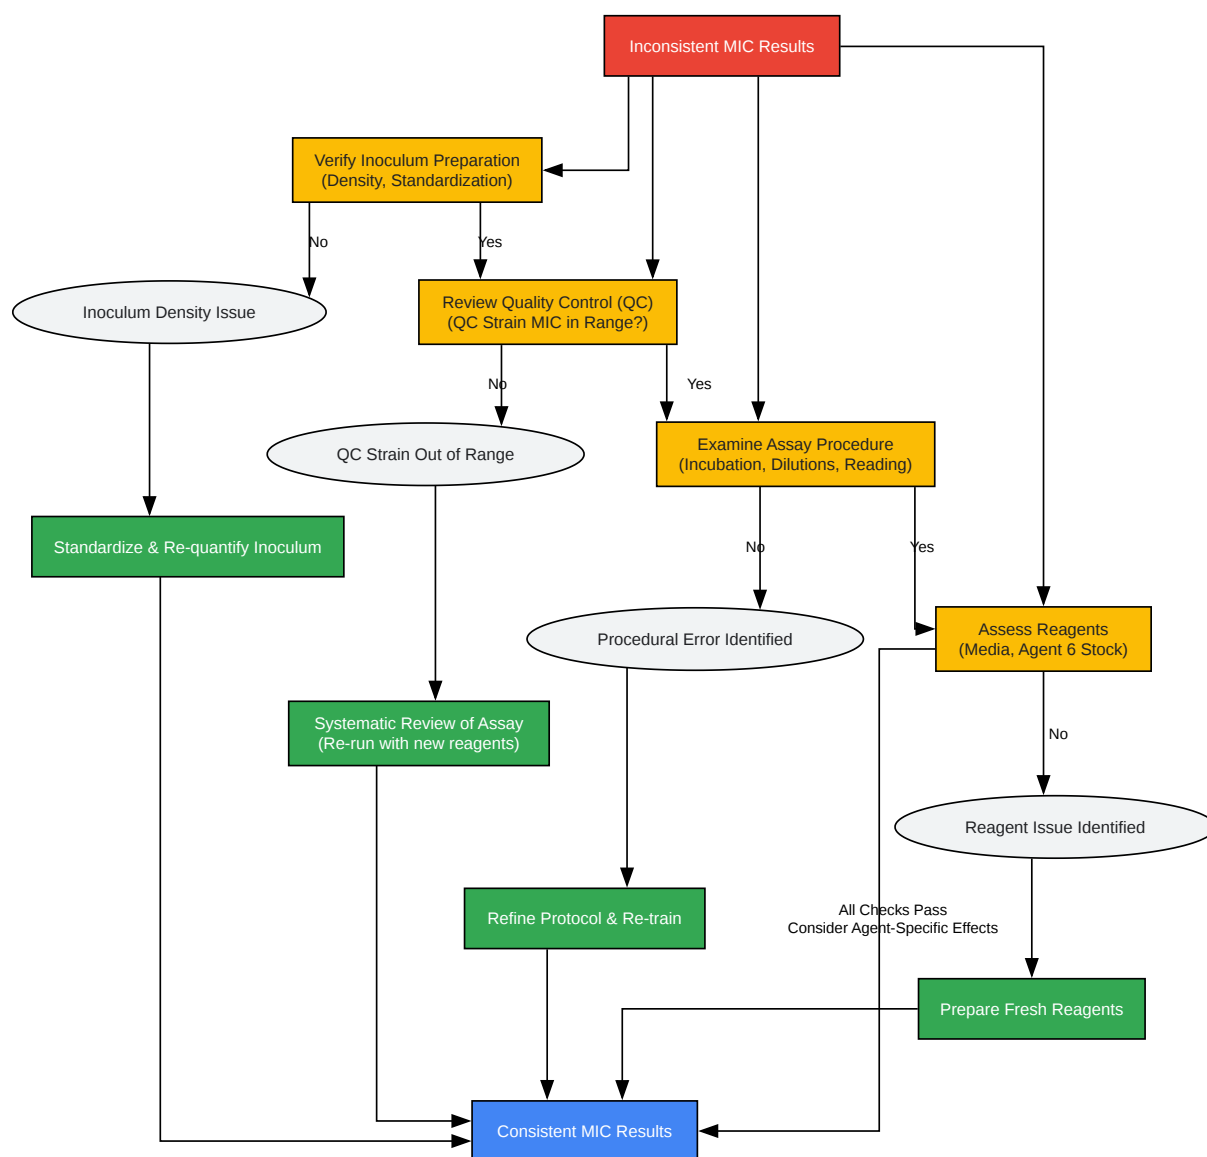 Inconsistent MIC Results
Verify Inoculum Preparation
(Density, Standardization)
No
Yes
Inoculum Density Issue
Review Quality Control (QC)
(QC Strain MIC in Range?)
No
Yes
QC Strain Out of Range
Examine Assay Procedure
(Incubation, Dilutions, Reading)
Standardize & Re-quantify Inoculum
No
Yes
Procedural Error Identified
Assess Reagents
(Media, Agent 6 Stock)
Systematic Review of Assay
(Re-run with new reagents)
No
Reagent Issue Identified
Refine Protocol & Re-train
All Checks Pass
Consider Agent-Specific Effects
Prepare Fresh Reagents
Consistent MIC Results